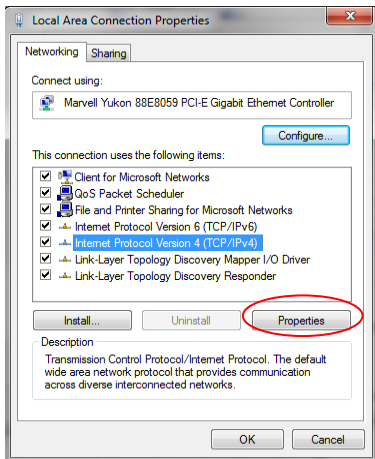 Local Area Connection Properties
Networking
Sharing
Connect using:
Marvell Yukon 88E8059 PCI-E Gigabit Ethernet Controller
Configure...
This connection uses the following items:
Client for Microsoft Networks
QoS Packet Scheduler
File and Printer Sharing for Microsoft Networks
Internet Protocol Version 6 (TCP/IPv6)
Internet Protocol Version 4 (TCP/IPv4)
Link-Layer Topology Discovery Mapper I/O Driver
Link-Layer Topology Discovery Responder
Install...
Uninstall
Properties
Description
Transmission Control Protocol/Internet Protocol. The default
wide area network protocol that provides communication
across diverse interconnected networks.
OK
Cancel